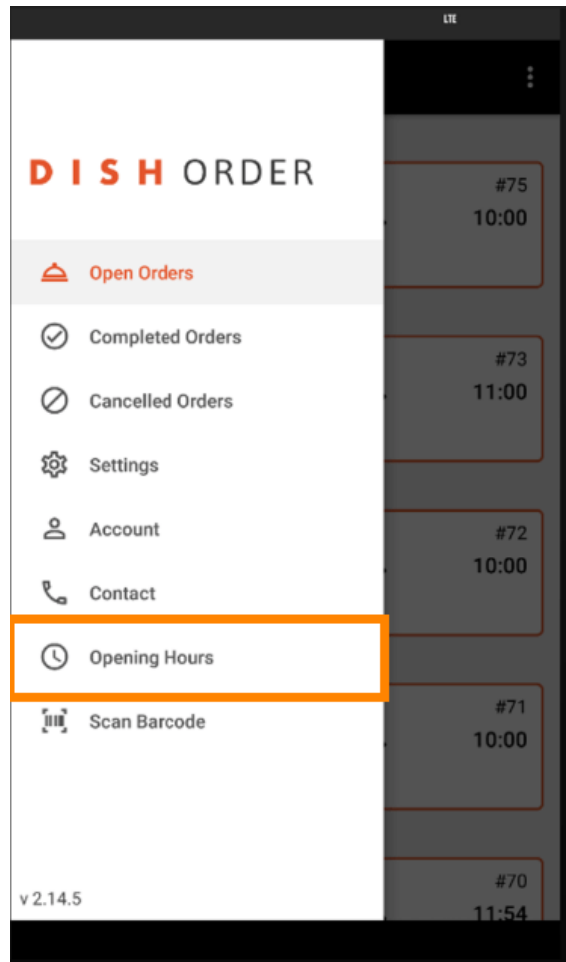 LTE
DISH ORDER
#75
10:00
Open Orders
Completed Orders
#73
11:00
Cancelled Orders
Settings
Account
#72
10:00
Contact
Opening Hours
#71
10:00
Scan Barcode
#70
v 2.14.5
11:54